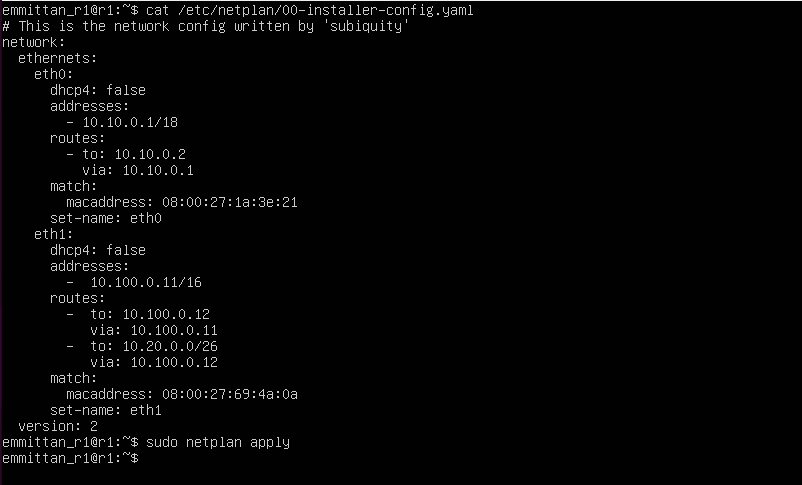 emmittan_r1@r1:~$ cat /etc/netplan/00-installer-config.yaml
# This is the network config written by 'subiquity'
network:
  ethernets:
    eth0:
      dhcp4: false
      addresses:
        - 10.10.0.1/18
      routes:
        - to: 10.10.0.2
          via: 10.10.0.1
      match:
        macaddress: 08:00:27:1a:3e:21
      set-name: eth0
    eth1:
      dhcp4: false
      addresses:
        -  10.100.0.11/16
      routes:
        -  to: 10.100.0.12
           via: 10.100.0.11
        -  to: 10.20.0.0/26
           via: 10.100.0.12
      match:
        macaddress: 08:00:27:69:4a:0a
      set-name: eth1
  version: 2
emmittan_r1@r1:~$ sudo netplan apply
emmittan_r1@r1:~$